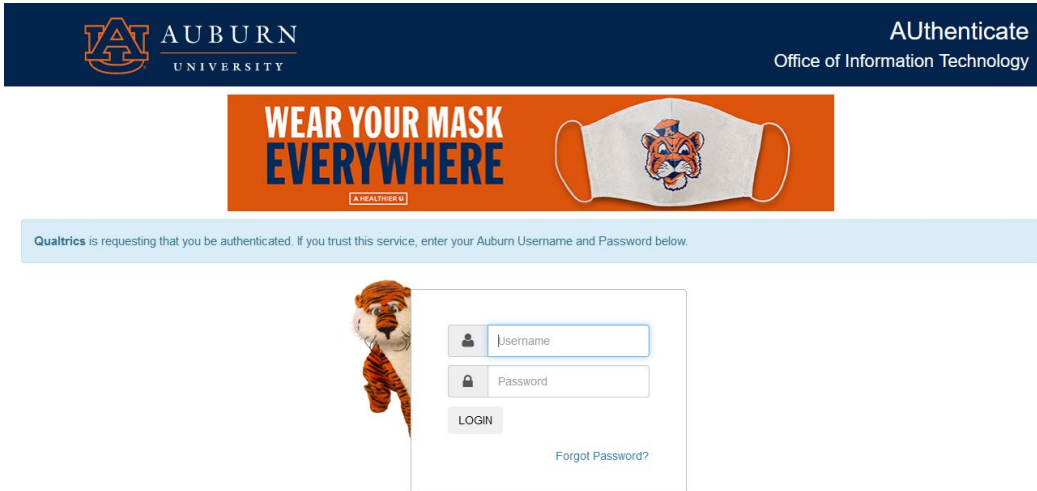 AUBURN
UNIVERSITY
AUthenticate
Office of Information Technology
WEAR YOUR MASK
EVERYWHERE
A HEALTHIER U
Qualtrics is requesting that you be authenticated. If you trust this service, enter your Auburn Username and Password below.
Username
Password
LOGIN
Forgot Password?